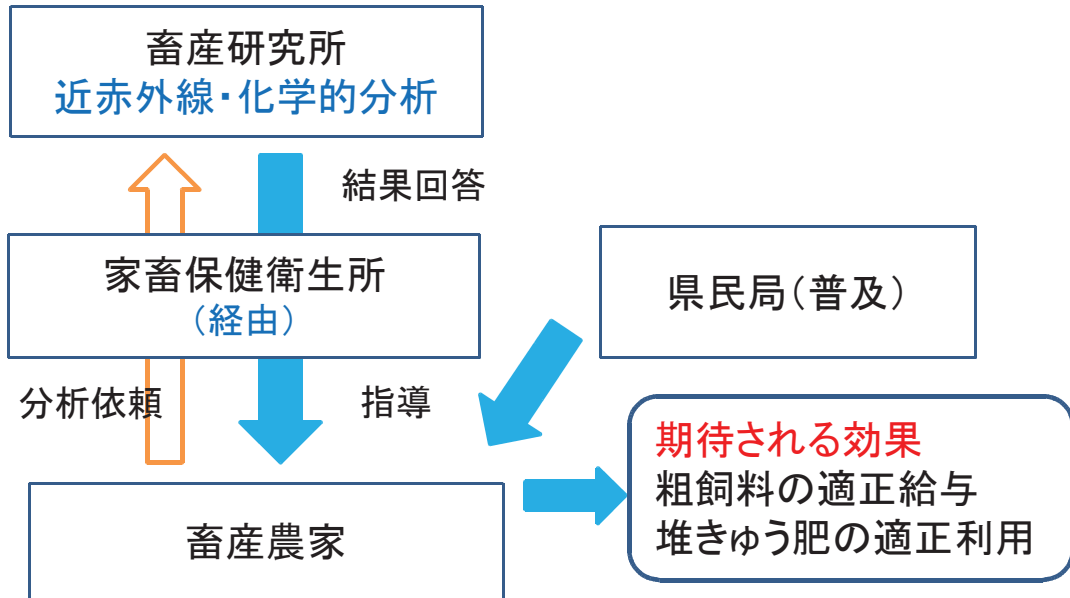 畜産研究所
近赤外線・化学的分析
結果回答
家畜保健衛生所
（経由）
県民局（普及）
分析依頼
指導
期待される効果
粗飼料の適正給与
堆きゅう肥の適正利用
畜産農家